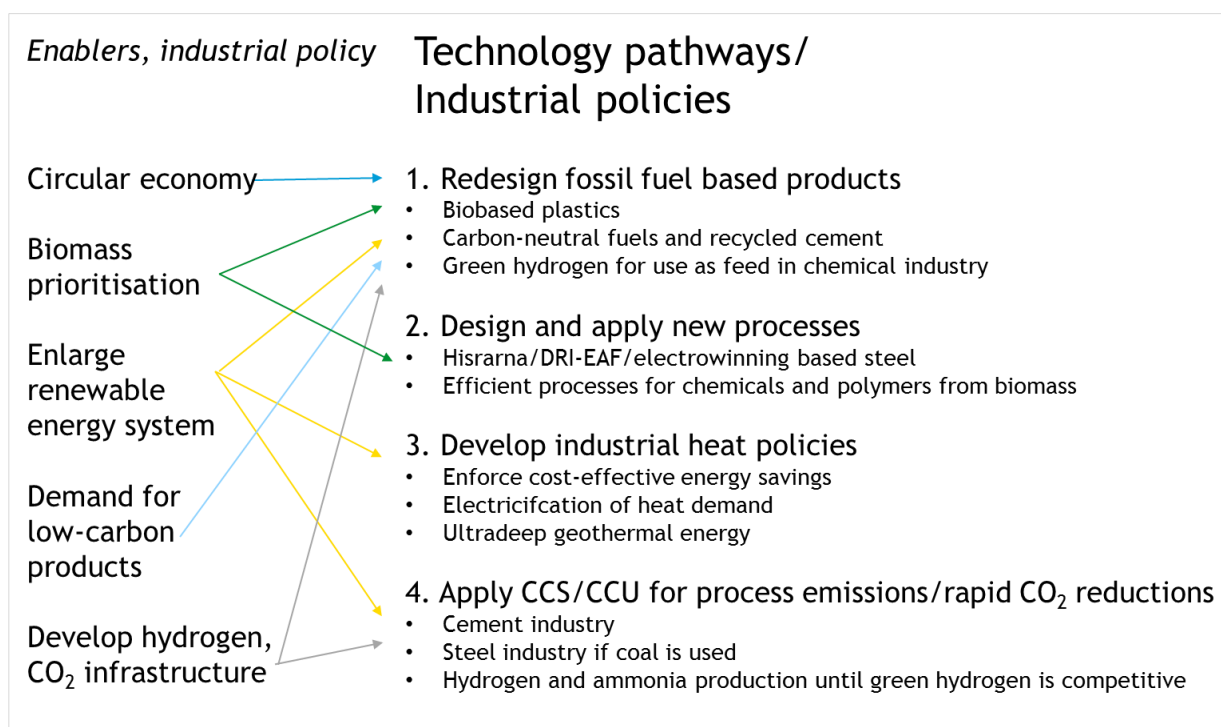 Enablers, industrial policy
Technology pathways/
Industrial policies
Circular economy
Biomass
prioritisation
Enlarge
renewable
energy system
Demand for
low-carbon
products
Develop hydrogen,
CO₂ infrastructure
1. Redesign fossil fuel based products
• Biobased plastics
• Carbon-neutral fuels and recycled cement
• Green hydrogen for use as feed in chemical industry
2. Design and apply new processes
• Hisrarna/DRI-EAF/electrowinning based steel
• Efficient processes for chemicals and polymers from biomass
3. Develop industrial heat policies
• Enforce cost-effective energy savings
• Electricifcation of heat demand
• Ultradeep geothermal energy
4. Apply CCS/CCU for process emissions/rapid CO₂ reductions
• Cement industry
• Steel industry if coal is used
• Hydrogen and ammonia production until green hydrogen is competitive